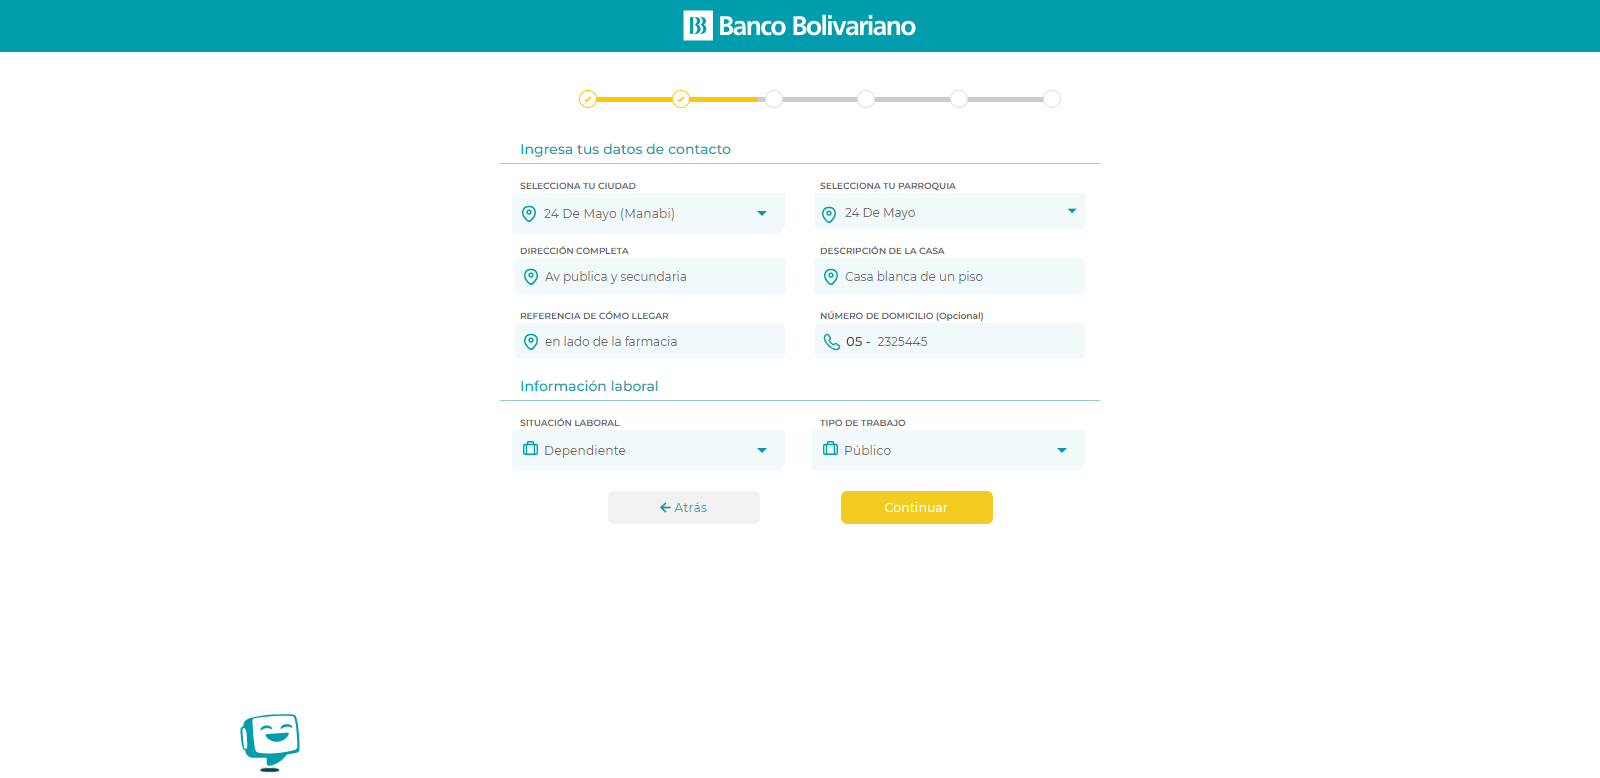 Banco Bolivariano
Ingresa tus datos de contacto
SELECCIONA TU CIUDAD
24 De Mayo (Manabi)
SELECCIONA TU PARROQUIA
24 De Mayo
DIRECCIÓN COMPLETA
Av publica y secundaria
DESCRIPCIÓN DE LA CASA
Casa blanca de un piso
REFERENCIA DE CÓMO LLEGAR
en lado de la farmacia
NÚMERO DE DOMICILIO (Opcional)
05 - 2325445
Información laboral
SITUACIÓN LABORAL
Dependiente
TIPO DE TRABAJO
Público
Atrás
Continuar